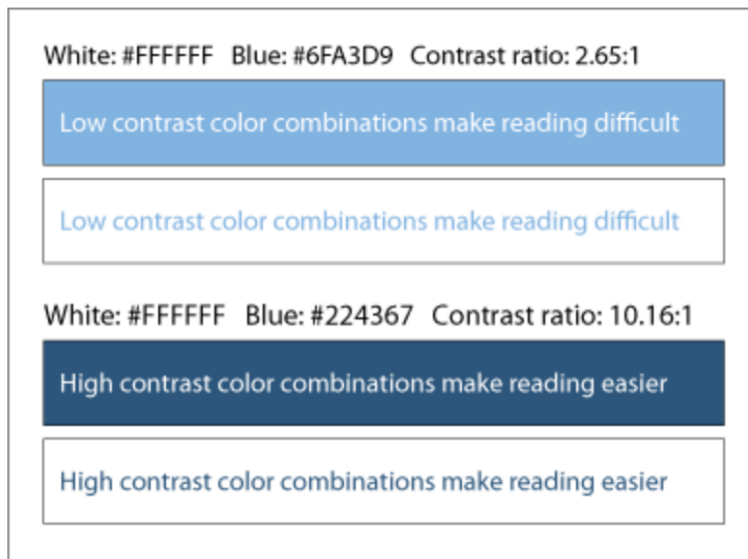 White: #FFFFFF Blue: #6FA3D9 Contrast ratio: 2.65:1
Low contrast color combinations make reading difficult
Low contrast color combinations make reading difficult
White: #FFFFFF Blue: #224367 Contrast ratio: 10.16:1
High contrast color combinations make reading easier
High contrast color combinations make reading easier